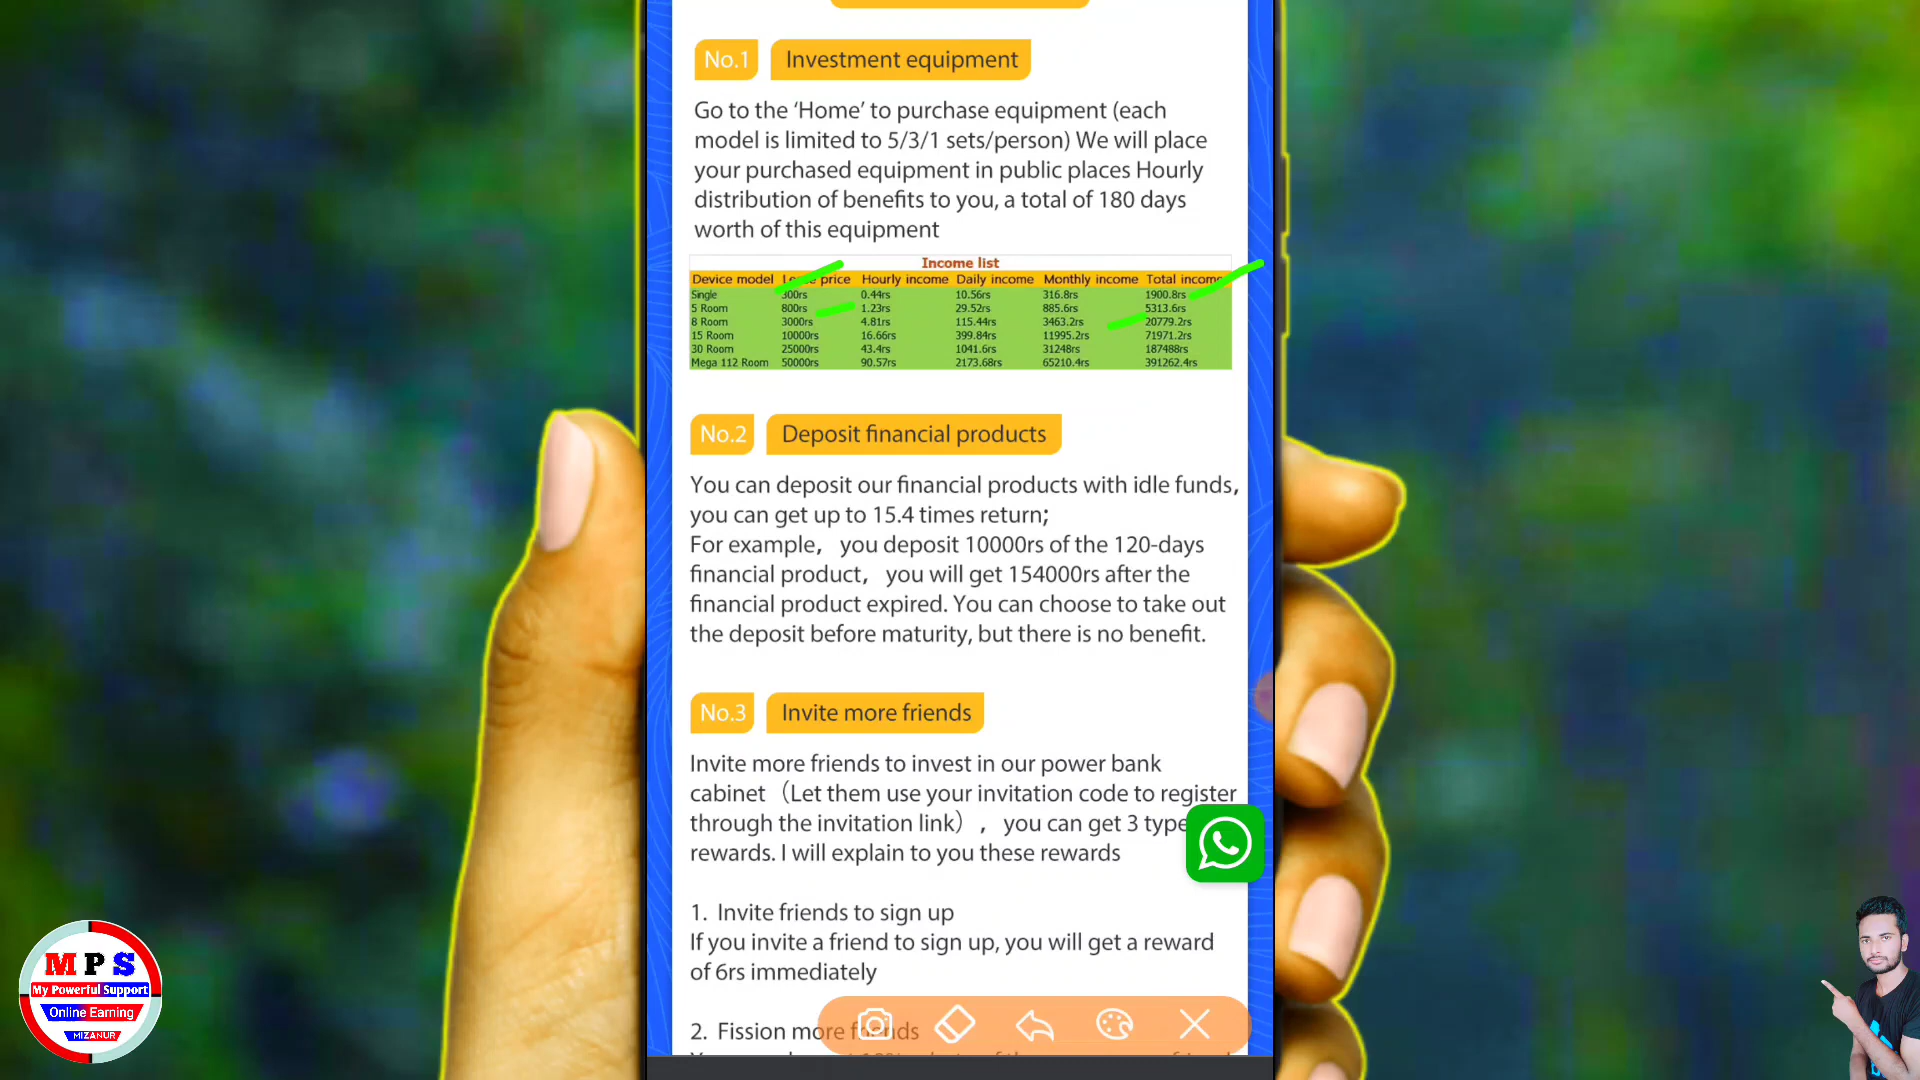 No.1 Investment equipment
Go to the ‘Home’ to purchase equipment (each
model is limited to 5/3/1 sets/person) We will place
your purchased equipment in public places Hourly
distribution of benefits to you, a total of 180 days
worth of this equipment
Income list
Device model price Hourly income Daily income Monthly income Total income
Single 300rs 0.44rs 10.56rs 316.8rs 1900.8rs
5 Room 800rs 1.23rs 29.52rs 885.6rs 5313.6rs
8 Room 3000rs 4.81rs 115.44rs 3463.2rs 20779.2rs
15 Room 10000rs 16.66rs 399.84rs 11995.2rs 71971.2rs
30 Room 25000rs 43.4rs 1041.6rs 31248rs 187488rs
Mega 112 Room 50000rs 90.57rs 2173.68rs 65210.4rs 391262.4rs
No.2 Deposit financial products
You can deposit our financial products with idle funds,
you can get up to 15.4 times return;
For example, you deposit 10000rs of the 120-days
financial product, you will get 154000rs after the
financial product expired. You can choose to take out
the deposit before maturity, but there is no benefit.
No.3 Invite more friends
Invite more friends to invest in our power bank
cabinet (Let them use your invitation code to register
through the invitation link) , you can get 3 type
rewards. I will explain to you these rewards
1. Invite friends to sign up
If you invite a friend to sign up, you will get a reward
of 6rs immediately
2. Fission more friends
M P S
My Powerful Support
Online Earning
MIZANUR